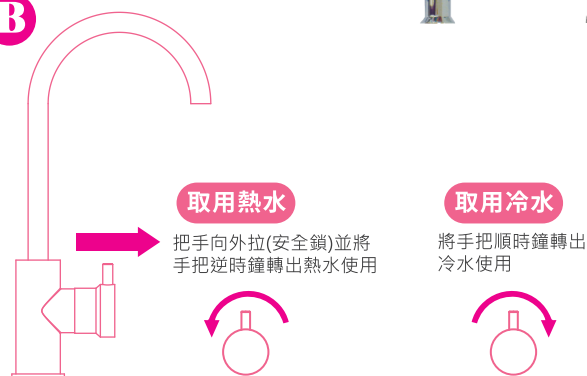 B
取用熱水
把手向外拉(安全鎖)並將
手把逆時鐘轉出熱水使用
取用冷水
將手把順時鐘轉出
冷水使用